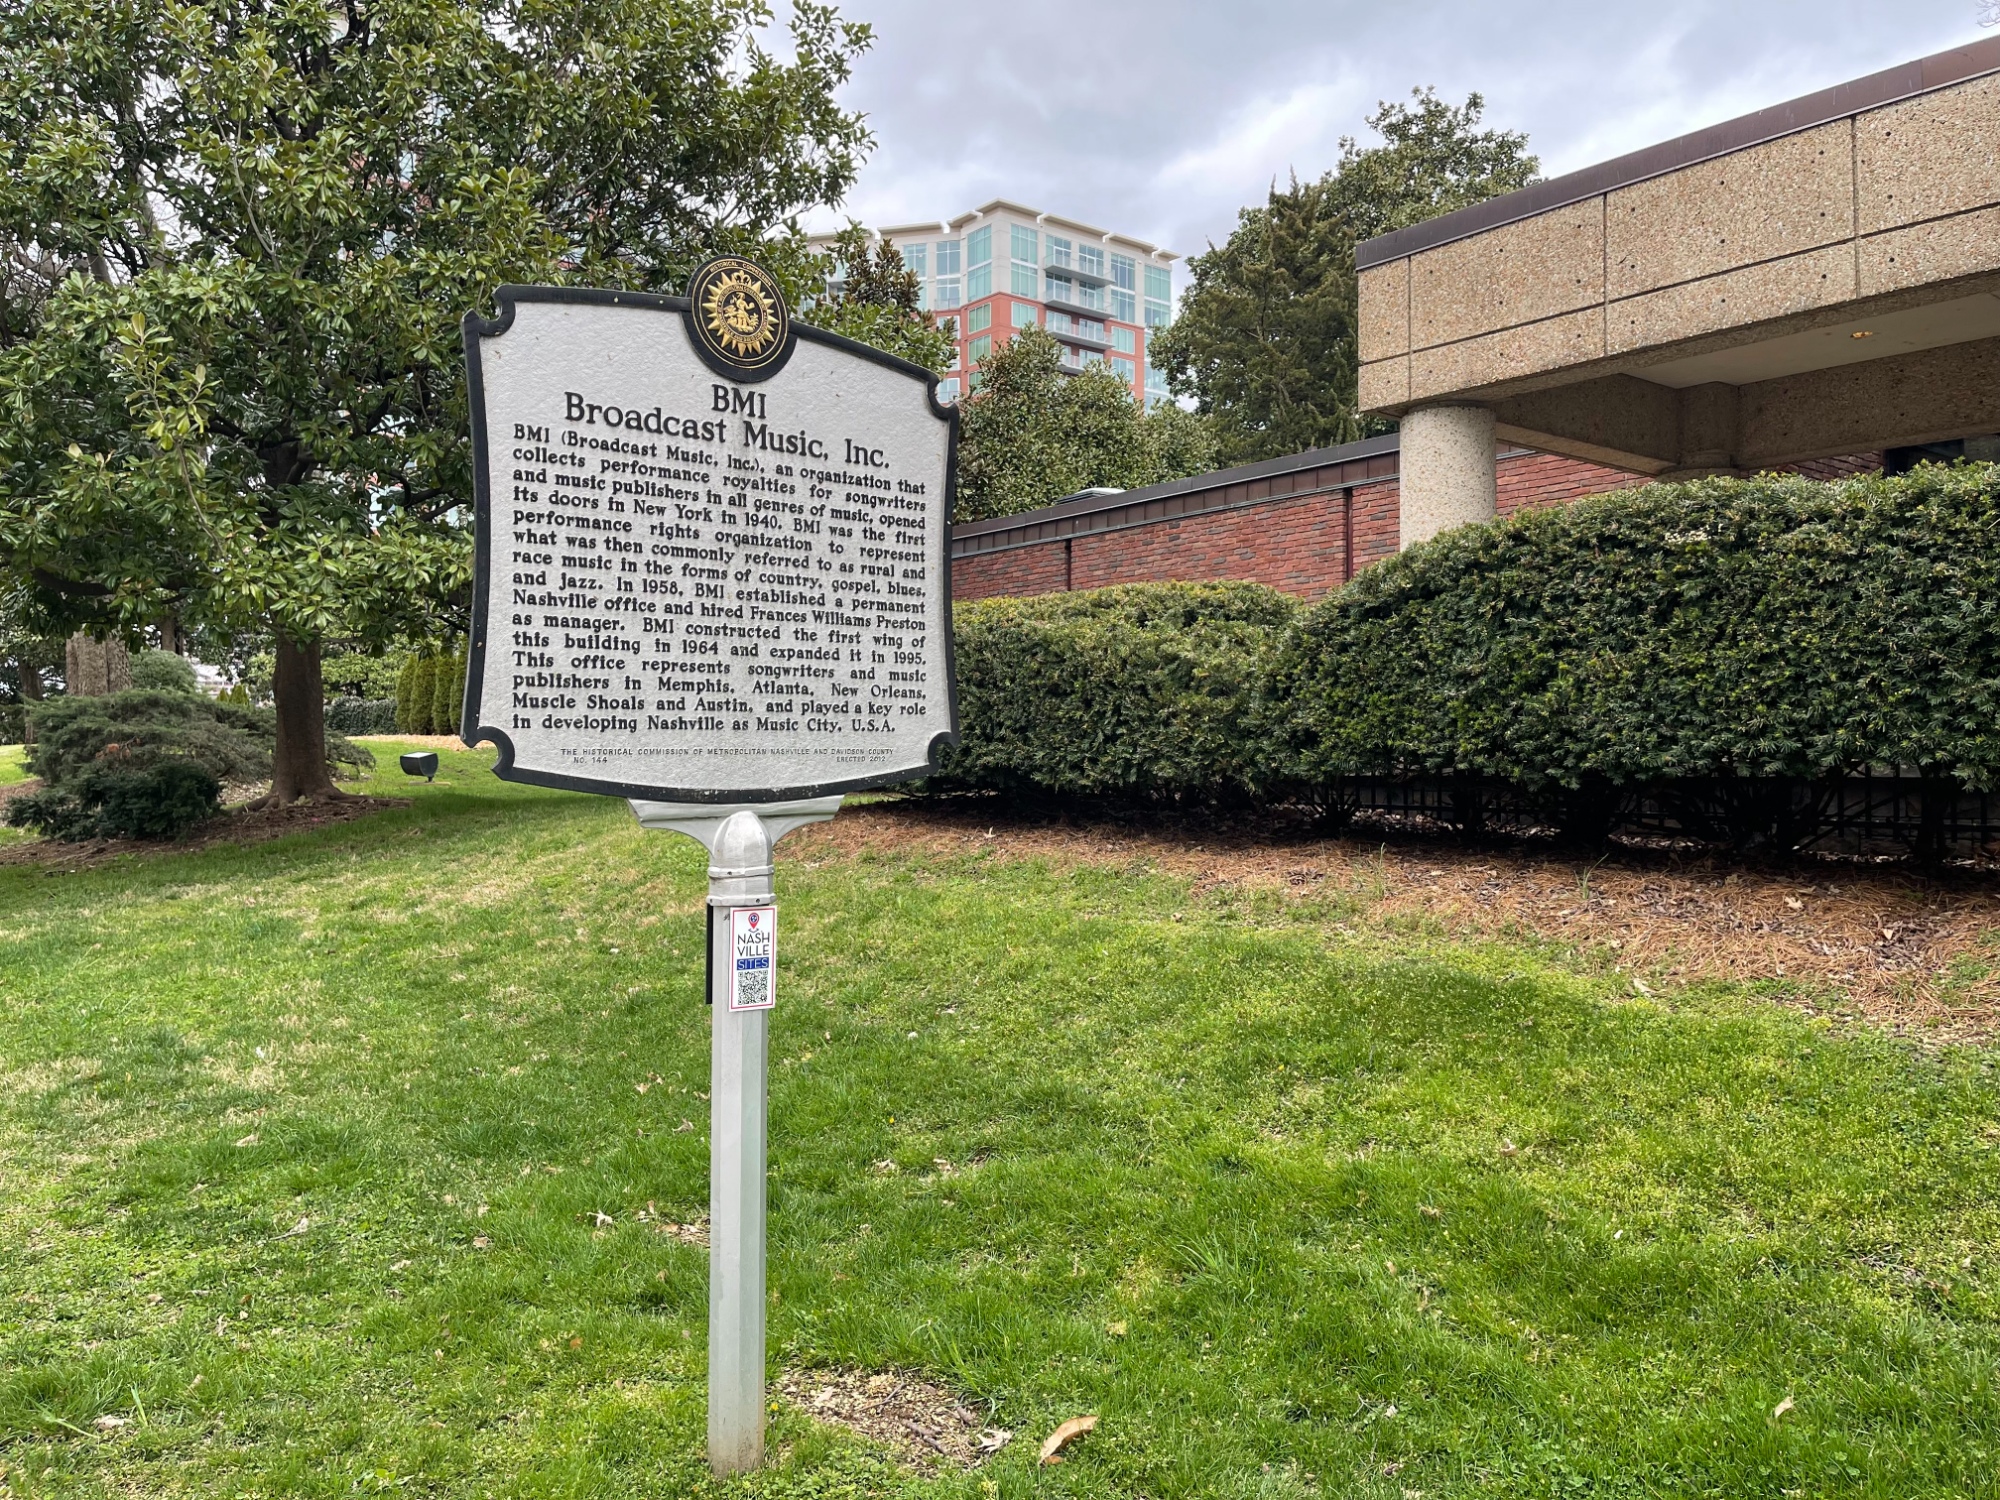 HISTORICAL COMMISSION
BMI
Broadcast Music, Inc.
BMI (Broadcast Music, Inc.), an organization that
collects performance royalties for songwriters
and music publishers in all genres of music, opened
its doors in New York in 1940. BMI was the first
performance rights organization to represent
what was then commonly referred to as rural and
race music in the forms of country, gospel, blues,
and jazz. In 1958, BMI established a permanent
Nashville office and hired Frances Williams Preston
as manager. BMI constructed the first wing of
this building in 1964 and expanded it in 1995.
This office represents songwriters and music
publishers in Memphis, Atlanta, New Orleans,
Muscle Shoals and Austin, and played a key role
in developing Nashville as Music City, U.S.A.
THE HISTORICAL COMMISSION OF METROPOLITAN NASHVILLE AND DAVIDSON COUNTY
NO. 144 ERECTED 2012
NASH
VILLE
SITES